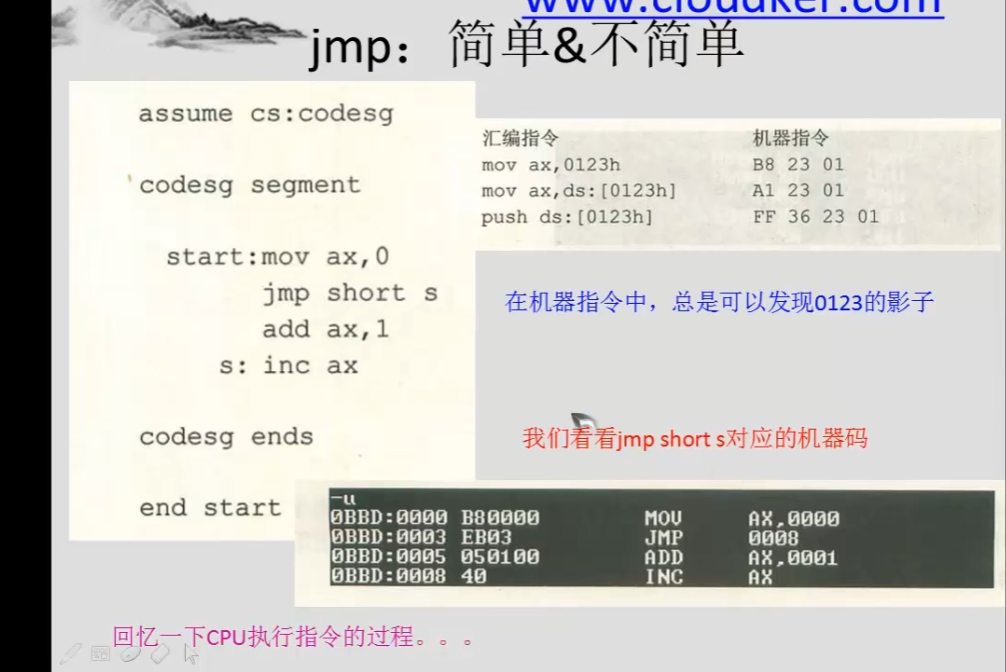 www.cloudker.com
jmp：简单&不简单
assume cs:codesg
codesg segment
start:mov ax,0
jmp short s
add ax,1
s: inc ax
codesg ends
end start
汇编指令 机器指令
mov ax,0123h B8 23 01
mov ax,ds:[0123h] A1 23 01
push ds:[0123h] FF 36 23 01
在机器指令中，总是可以发现0123的影子
我们看看jmp short s对应的机器码
-u
0BBD:0000 B80000 MOV AX,0000
0BBD:0003 EB03 JMP 0008
0BBD:0005 050100 ADD AX,0001
0BBD:0008 40 INC AX
回忆一下CPU执行指令的过程。。。